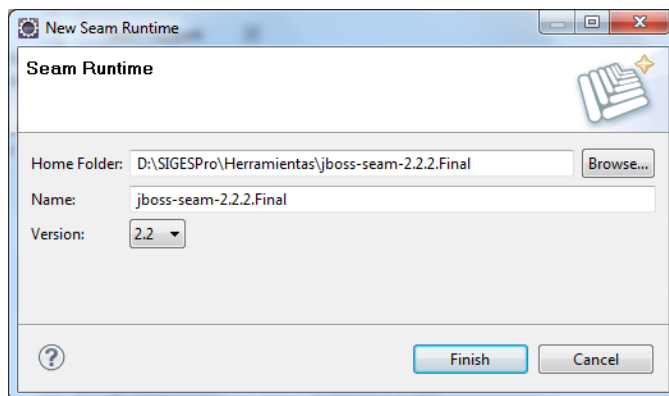 New Seam Runtime
Seam Runtime
Home Folder: D:\SIGESPro\Herramientas\jboss-seam-2.2.2.Final Browse...
Name: jboss-seam-2.2.2.Final
Version: 2.2
? Finish Cancel